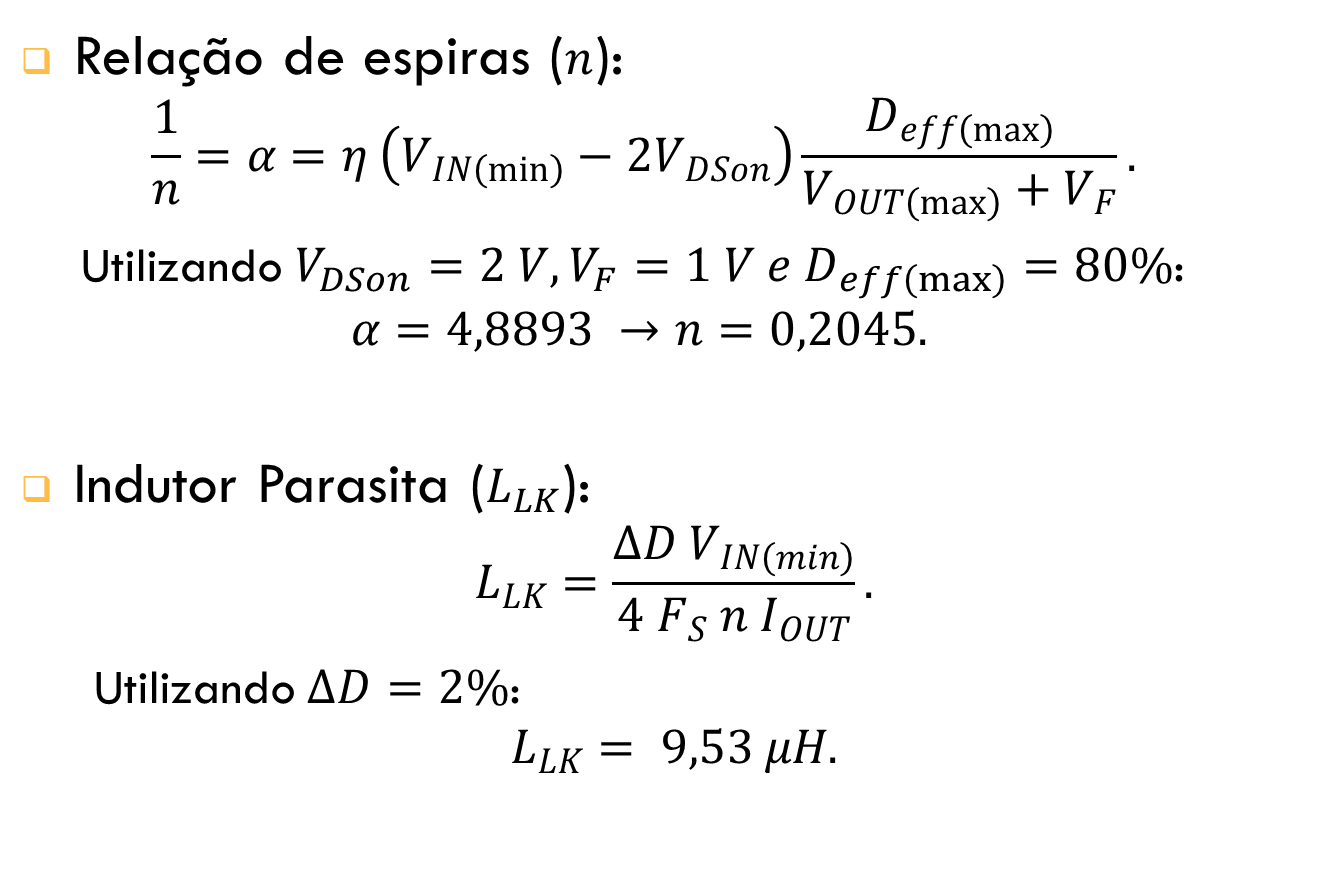 Relação de espiras (n):
1/n = α = η (V_IN(min) − 2V_DSon) D_eff(max) / (V_OUT(max) + V_F) .
Utilizando V_DSon = 2 V, V_F = 1 V e D_eff(max) = 80%:
α = 4,8893 → n = 0,2045.
Indutor Parasita (L_LK):
L_LK = ΔD V_IN(min) / (4 F_S n I_OUT) .
Utilizando ΔD = 2%:
L_LK = 9,53 μH.